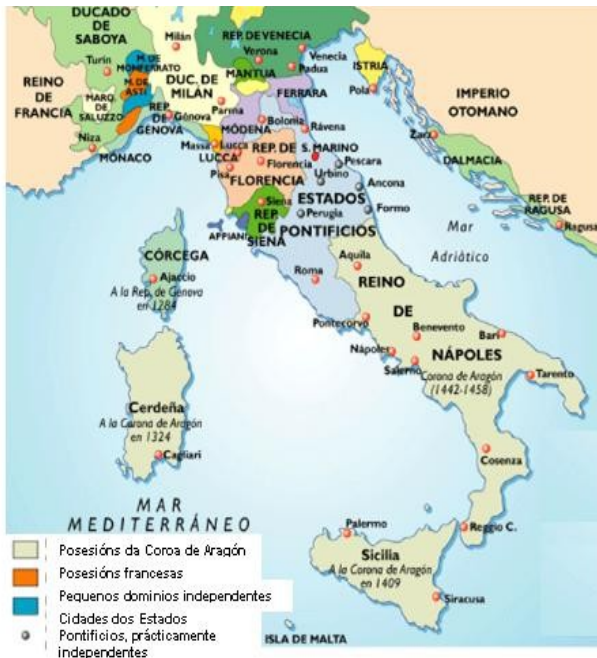 DUCADO
DE
SABOYA
Milán
REP. DE VENECIA
Verona
Venecia
Padua
ISTRIA
Pola
Turín
M. DE
MONFERRATO
M. DE
ASTI
DUC. DE
MILÁN
MANTUA
FERRARA
REINO
DE
FRANCIA
MARQ.
DE
SALUZZO
REP.
DE
GÉNOVA
Génova
Parma
MÓDENA
Bolonia
Rávena
IMPERIO
OTOMANO
Zara
DALMACIA
Niza
MÓNACO
Massa
Lucca
LUCCA
REP. DE
Florencia
FLORENCIA
Pisa
S. MARINO
Pescara
Urbino
Ancona
Formo
ESTADOS
PONTIFICIOS
Perugia
Siena
REP.
DE
SIENA
APPIANI
REP. DE
RAGUSA
Ragusa
Mar
Adriático
CÓRCEGA
Ajaccio
A la Rep. de Génova
en 1284
Roma
Aquila
REINO
DE
NÁPOLES
Corona de Aragón
(1442-1458)
Pontecorvo
Benevento
Bari
Nápoles
Salerno
Tarento
Cerdeña
A la Corona de Aragón
en 1324
Cagliari
Cosenza
MAR
MEDITERRÁNEO
Palermo
Reggio C.
Sicilia
A la Corona de Aragón
en 1409
Siracusa
ISLA DE MALTA
Posesións da Coroa de Aragón
Posesións francesas
Pequenos dominios independentes
Cidades dos Estados
Pontificios, prácticamente
independentes